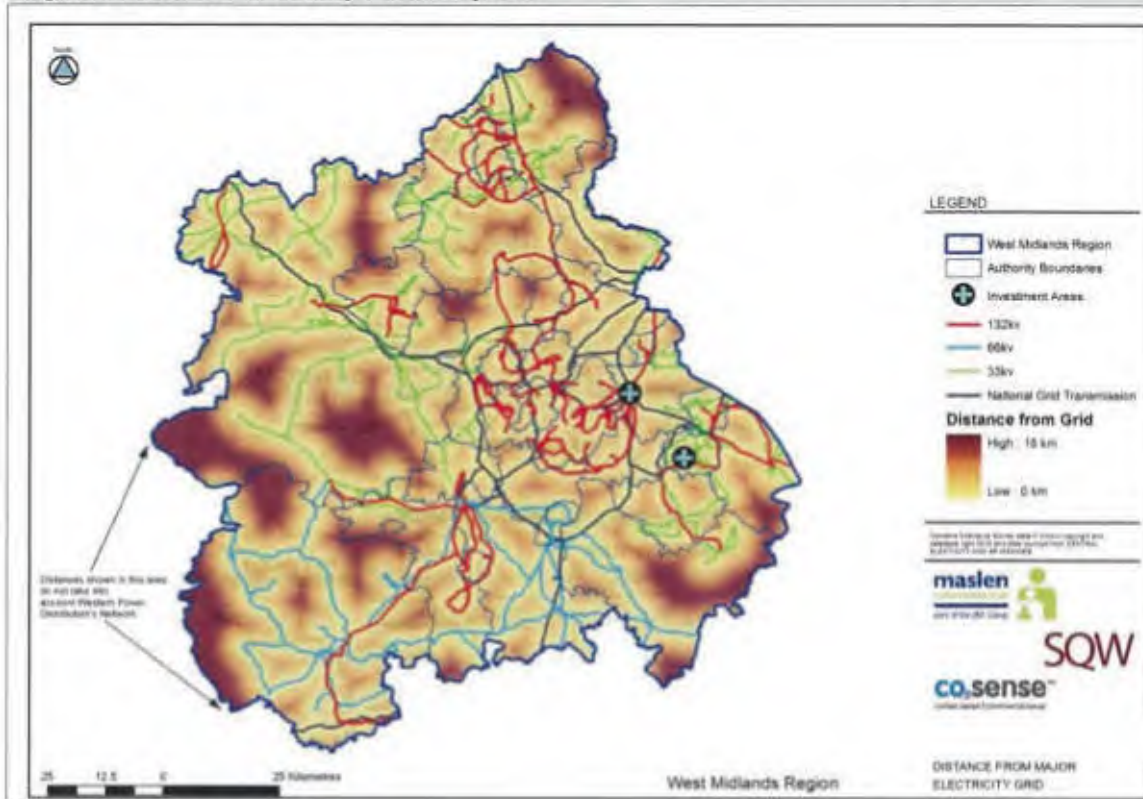 LEGEND
West Midlands Region
Authority Boundaries
Investment Areas
132kv
66kv
33kv
National Grid Transmission
Distance from Grid
High : 18 km
Low : 0 km
maslen
SQW
co₂sense™
DISTANCE FROM MAJOR
ELECTRICITY GRID
Distances shown in this area
do not take into
account Western Power
Distribution's Network
25 12.5 0 25 Kilometres
West Midlands Region